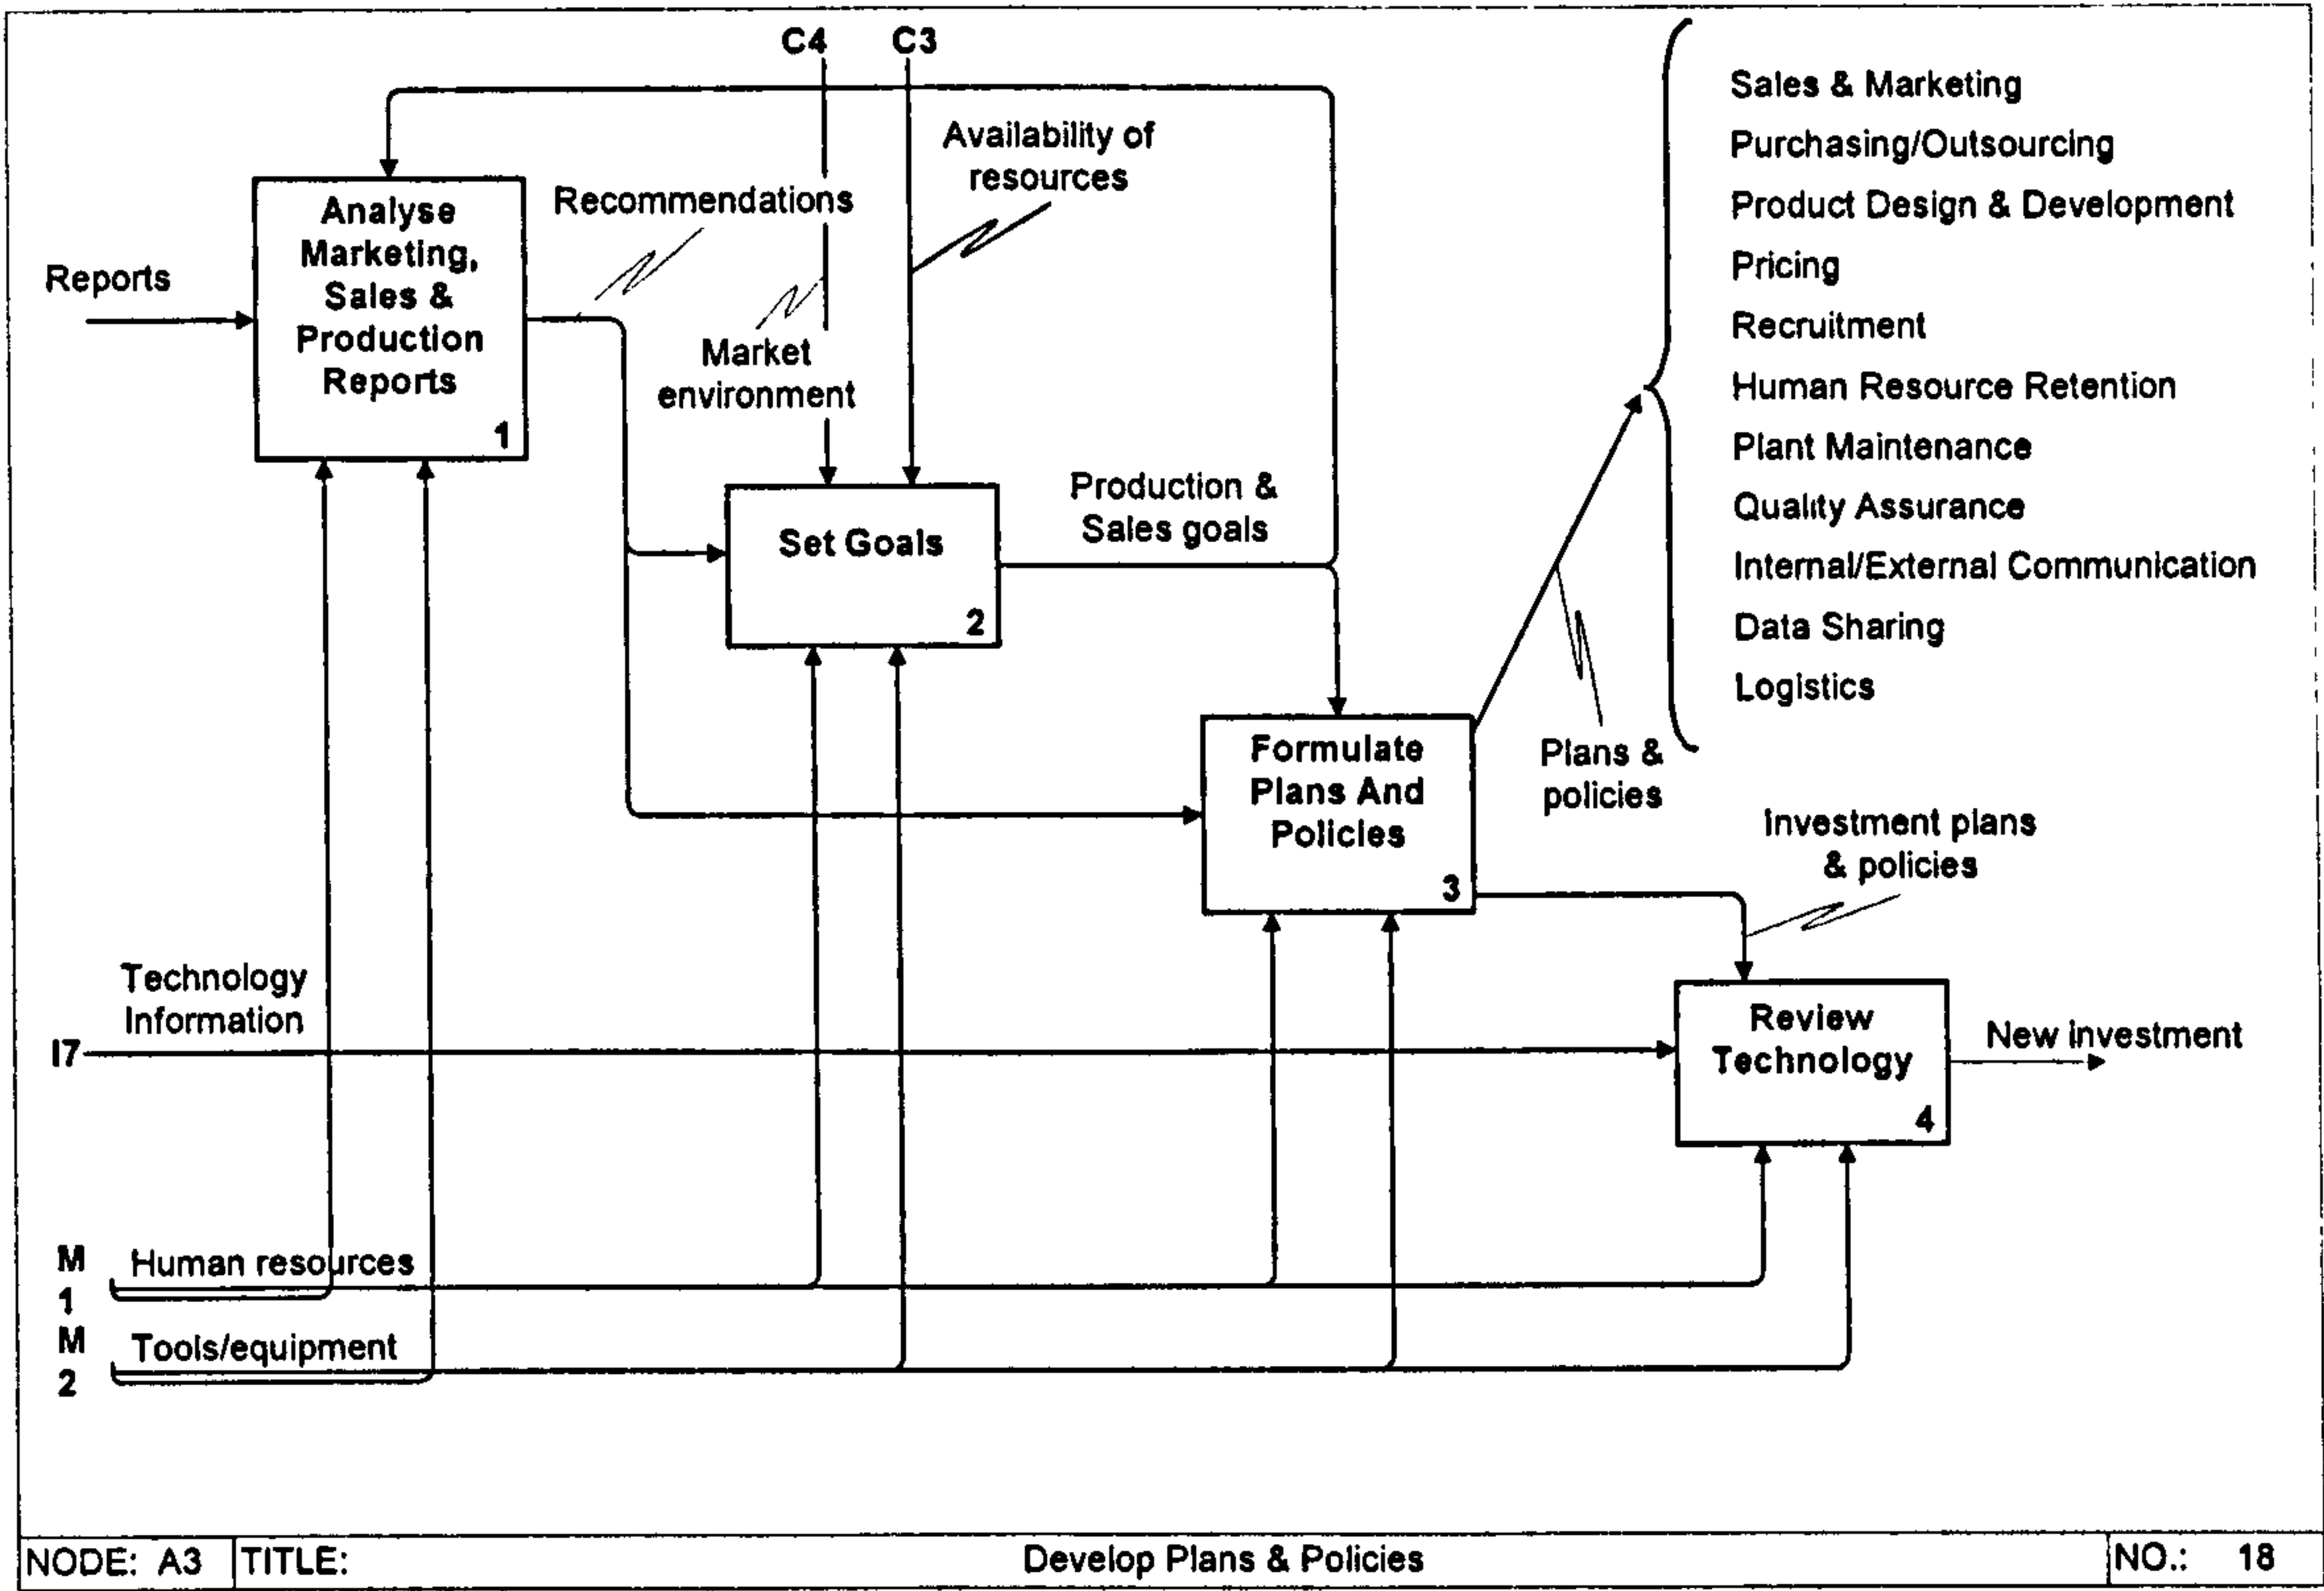 C4 C3
Sales & Marketing
Purchasing/Outsourcing
Product Design & Development
Pricing
Recruitment
Human Resource Retention
Plant Maintenance
Quality Assurance
Internal/External Communication
Data Sharing
Logistics
Availability of
resources
Recommendations
Analyse
Marketing,
Sales &
Production
Reports
1
Reports
Market
environment
Production &
Sales goals
Set Goals
2
Formulate
Plans And
Policies
3
Plans &
policies
Investment plans
& policies
Technology
Information
I7
Review
Technology
4
New investment
M
1
Human resources
M
2
Tools/equipment
NODE: A3 TITLE: Develop Plans & Policies NO.: 18